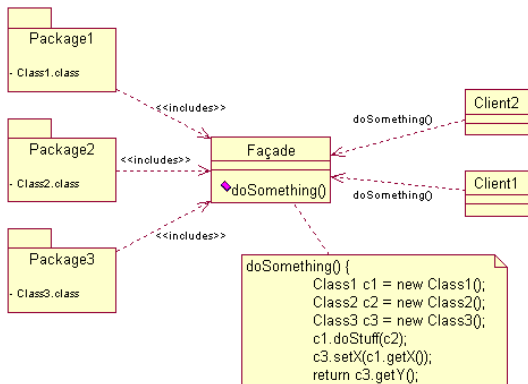 Package1
- Class1.class
<<includes>>
Package2
- Class2.class
<<includes>>
Package3
- Class3.class
<<includes>>
Façade
doSomething()
Client2
doSomething()
Client1
doSomething()
doSomething() {
Class1 c1 = new Class1();
Class2 c2 = new Class2();
Class3 c3 = new Class3();
c1.doStuff(c2);
c3.setX(c1.getX());
return c3.getY();